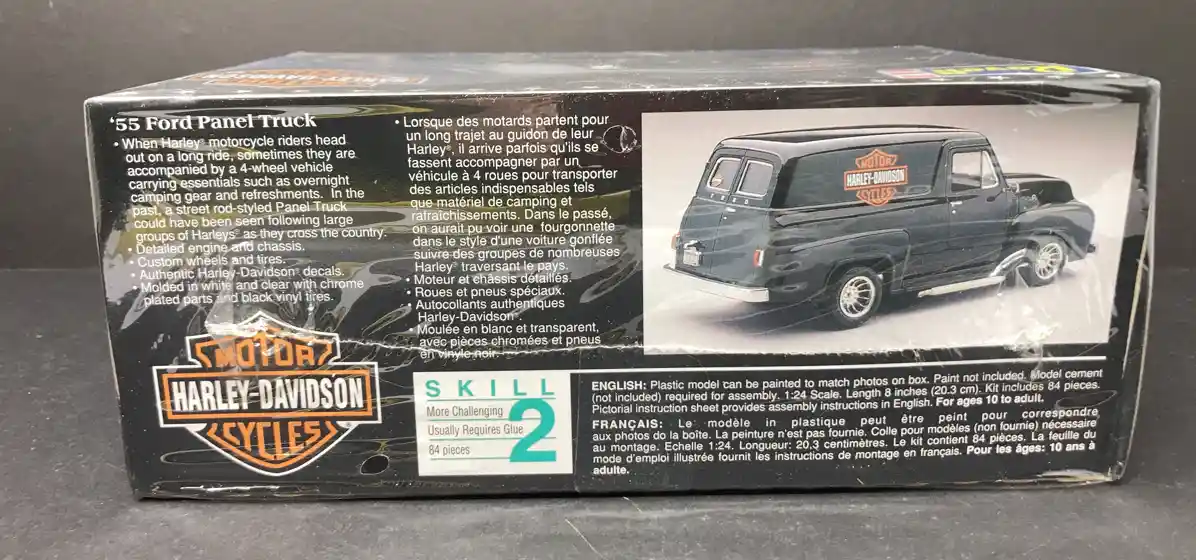 '55 Ford Panel Truck
• When Harley® motorcycle riders head
out on a long ride, sometimes they are
accompanied by a 4-wheel vehicle
carrying essentials such as overnight
camping gear and refreshments. In the
past, a street rod-styled Panel Truck
could have been seen following large
groups of Harleys® as they cross the country.
• Detailed engine and chassis.
• Custom wheels and tires.
• Authentic Harley-Davidson® decals.
• Molded in white and clear with chrome
plated parts and black vinyl tires.
• Lorsque des motards partent pour
un long trajet au guidon de leur
Harley®, il arrive parfois qu'ils se
fassent accompagner par un
véhicule à 4 roues pour transporter
des articles indispensables tels
que matériel de camping et
rafraîchissements. Dans le passé,
on aurait pu voir une fourgonnette
dans le style d'une voiture gonflée
suivre des groupes de nombreuses
Harley® traversant le pays.
• Moteur et châssis détaillés.
• Roues et pneus spéciaux.
• Autocollants authentiques
Harley-Davidson®.
• Moulée en blanc et transparent,
avec pièces chromées et pneus
en vinyle noir.
MOTOR
HARLEY-DAVIDSON
CYCLES
MOTOR
HARLEY-DAVIDSON
CYCLES
®
SKILL 2
More Challenging
Usually Requires Glue
84 pieces
ENGLISH: Plastic model can be painted to match photos on box. Paint not included. Model cement
(not included) required for assembly. 1:24 Scale. Length 8 inches (20.3 cm). Kit includes 84 pieces.
Pictorial instruction sheet provides assembly instructions in English. For ages 10 to adult.
FRANÇAIS: Le modèle in plastique peut être peint pour correspondre
aux photos de la boîte. La peinture n'est pas fournie. Colle pour modèles (non fournie) nécessaire
au montage. Echelle 1:24. Longueur: 20,3 centimètres. Le kit contient 84 pièces. La feuille du
mode d'emploi illustrée fournit les instructions de montage en français. Pour les âges: 10 ans à
adulte.